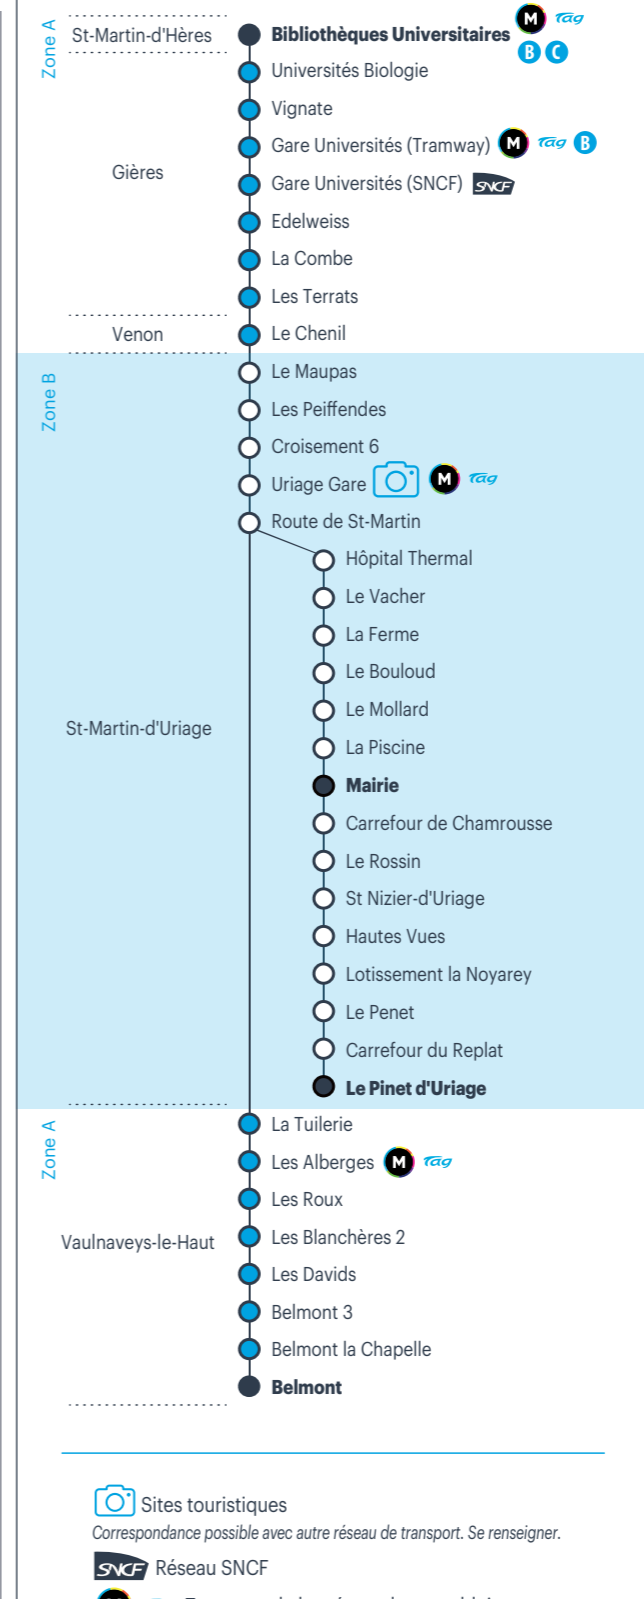 Zone A
St-Martin-d'Hères
Bibliothèques Universitaires M Tag
B C
Universités Biologie
Vignate
Gare Universités (Tramway) M Tag B
Gières
Gare Universités (SNCF) SNCF
Edelweiss
La Combe
Les Terrats
Venon
Le Chenil
Zone B
Le Maupas
Les Peiffendes
Croisement 6
Uriage Gare M Tag
Route de St-Martin
Hôpital Thermal
Le Vacher
La Ferme
Le Bouloud
Le Mollard
St-Martin-d'Uriage
La Piscine
Mairie
Carrefour de Chamrousse
Le Rossin
St Nizier-d'Uriage
Hautes Vues
Lotissement la Noyarey
Le Penet
Carrefour du Replat
Le Pinet d'Uriage
Zone A
La Tuilerie
Les Alberges M Tag
Les Roux
Vaulnaveys-le-Haut
Les Blanchères 2
Les Davids
Belmont 3
Belmont la Chapelle
Belmont
Sites touristiques
Correspondance possible avec autre réseau de transport. Se renseigner.
SNCF Réseau SNCF